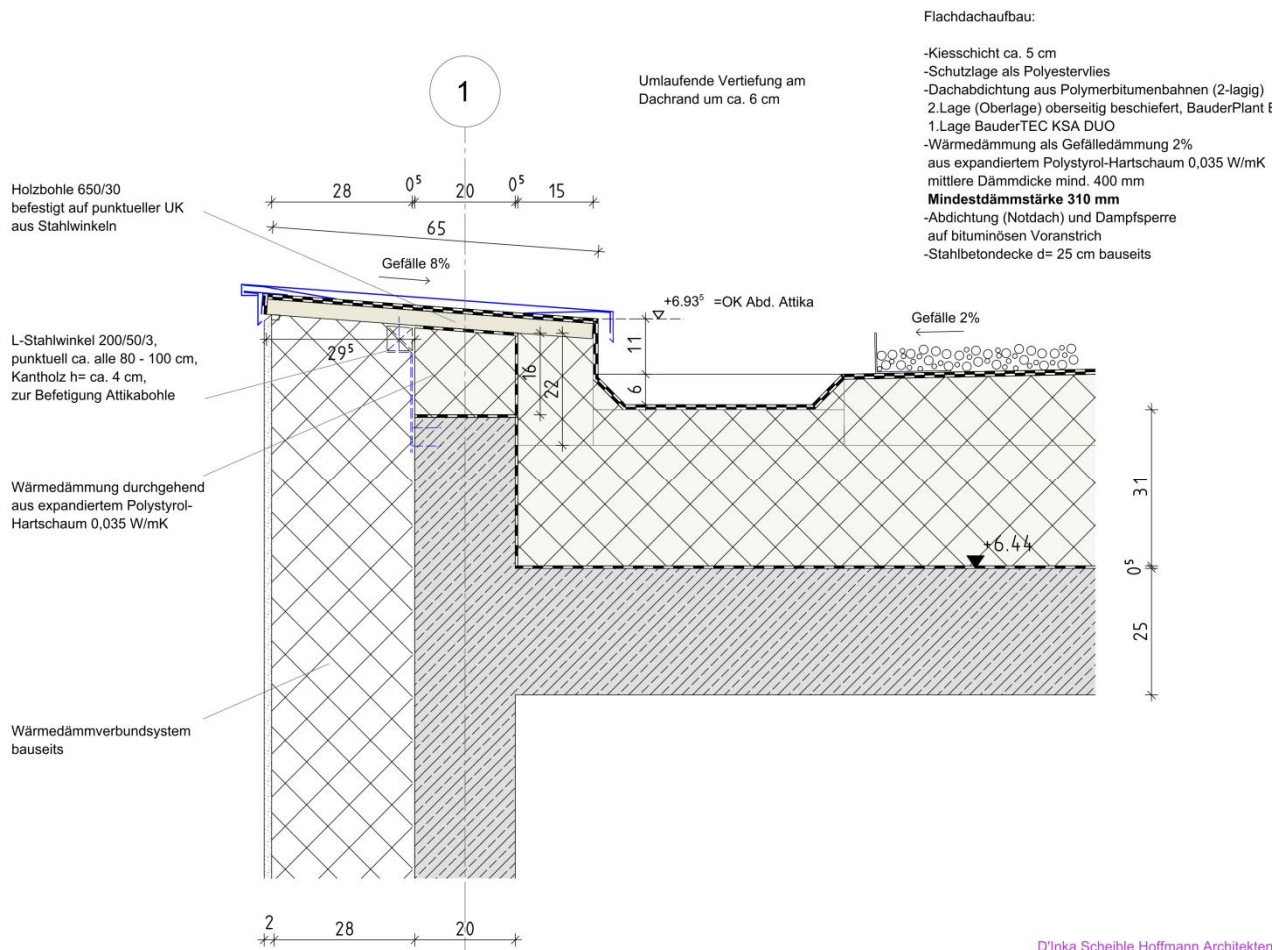 Flachdachaufbau:
-Kiesschicht ca. 5 cm
-Schutzlage als Polyestervlies
-Dachabdichtung aus Polymerbitumenbahnen (2-lagig)
2.Lage (Oberlage) oberseitig beschiefert, BauderPlant E
1.Lage BauderTEC KSA DUO
-Wärmedämmung als Gefälledämmung 2%
aus expandiertem Polystyrol-Hartschaum 0,035 W/mK
mittlere Dämmdicke mind. 400 mm
Mindestdämmstärke 310 mm
-Abdichtung (Notdach) und Dampfsperre
auf bituminösen Voranstrich
-Stahlbetondecke d= 25 cm bauseits
1
Umlaufende Vertiefung am
Dachrand um ca. 6 cm
Holzbohle 650/30
befestigt auf punktueller UK
aus Stahlwinkeln
28 0⁵ 20 0⁵ 15
65
Gefälle 8%
+6.93⁵ =OK Abd. Attika
Gefälle 2%
L-Stahlwinkel 200/50/3,
punktuell ca. alle 80 - 100 cm,
Kantholz h= ca. 4 cm,
zur Befetigung Attikabohle
29⁵
16
22
11
6
Wärmedämmung durchgehend
aus expandiertem Polystyrol-
Hartschaum 0,035 W/mK
+6.44
31
0⁵
25
Wärmedämmverbundsystem
bauseits
2 28 20
D'Inka Scheible Hoffmann Architekten